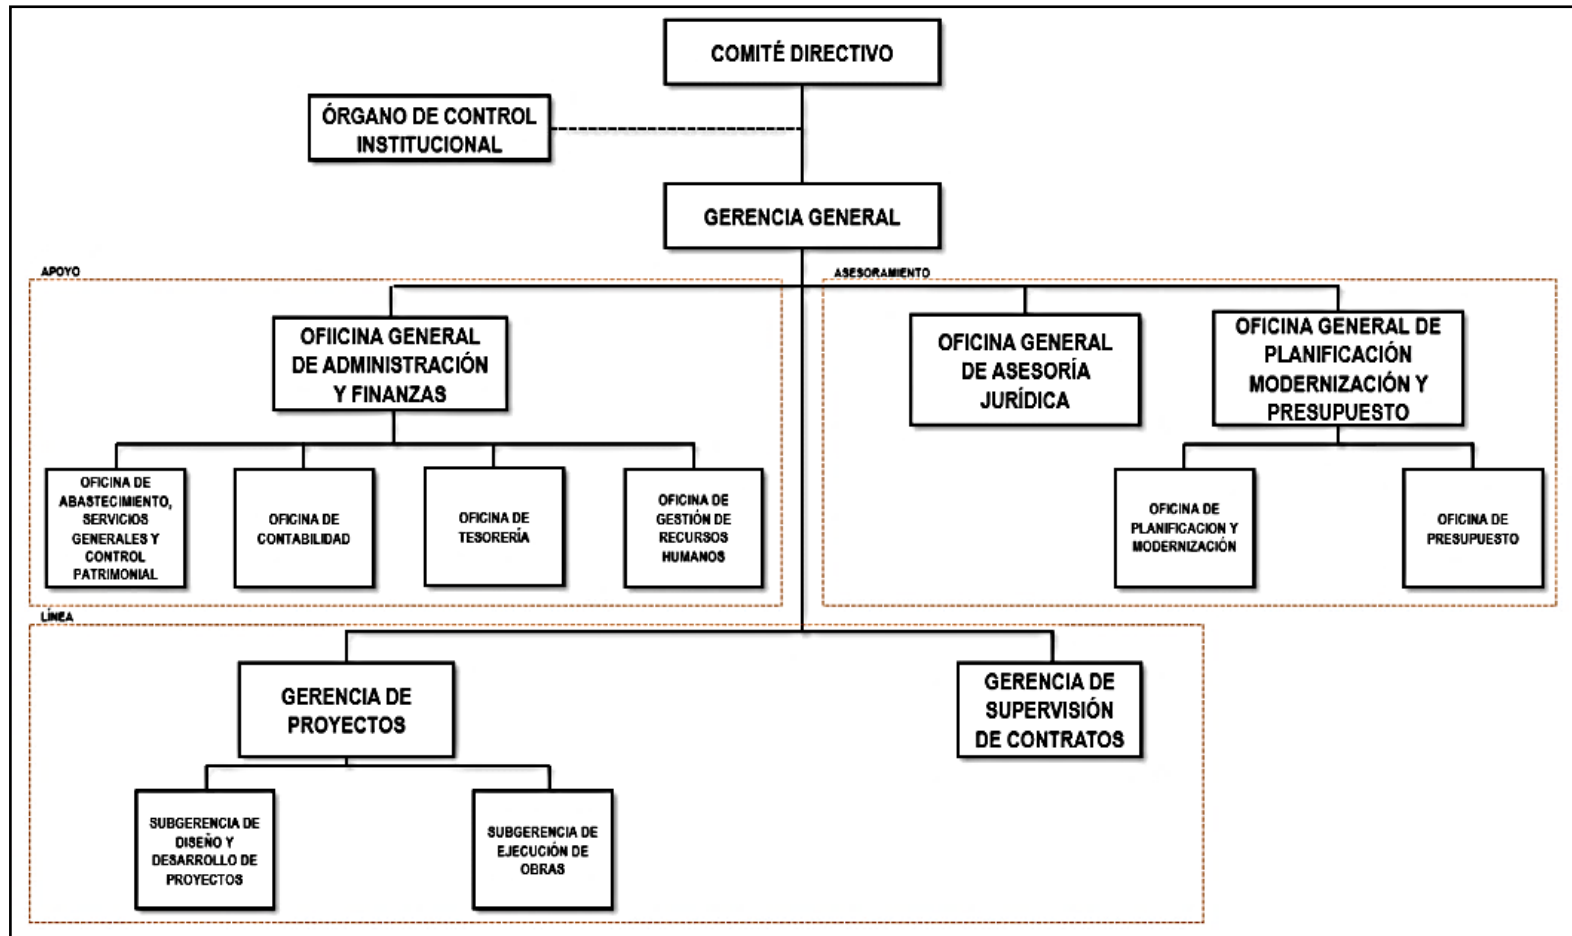 COMITÉ DIRECTIVO
ÓRGANO DE CONTROL
INSTITUCIONAL
GERENCIA GENERAL
APOYO
ASESORAMIENTO
OFIICINA GENERAL
DE ADMINISTRACIÓN
Y FINANZAS
OFICINA GENERAL
DE ASESORÍA
JURÍDICA
OFICINA GENERAL DE
PLANIFICACIÓN
MODERNIZACIÓN Y
PRESUPUESTO
OFICINA DE
ABASTECIMIENTO,
SERVICIOS
GENERALES Y
CONTROL
PATRIMONIAL
OFICINA DE
CONTABILIDAD
OFICINA DE
TESORERÍA
OFICINA DE
GESTIÓN DE
RECURSOS
HUMANOS
OFICINA DE
PLANIFICACION Y
MODERNIZACIÓN
OFICINA DE
PRESUPUESTO
LÍNEA
GERENCIA DE
PROYECTOS
GERENCIA DE
SUPERVISIÓN
DE CONTRATOS
SUBGERENCIA DE
DISEÑO Y
DESARROLLO DE
PROYECTOS
SUBGERENCIA DE
EJECUCIÓN DE
OBRAS